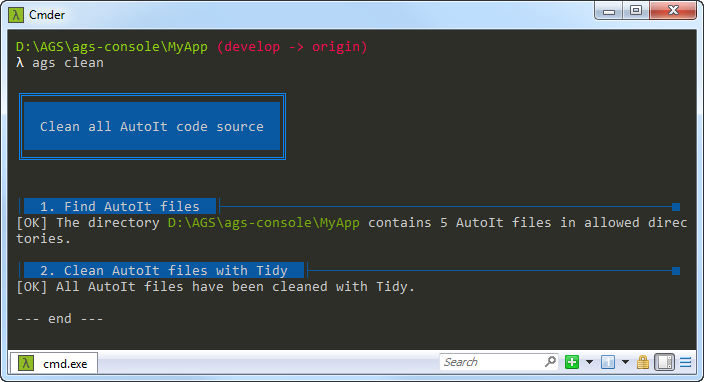 λ Cmder
D:\AGS\ags-console\MyApp (develop -> origin)
λ ags clean
Clean all AutoIt code source
1. Find AutoIt files
[OK] The directory D:\AGS\ags-console\MyApp contains 5 AutoIt files in allowed direc
tories.
2. Clean AutoIt files with Tidy
[OK] All AutoIt files have been cleaned with Tidy.
--- end ---
λ cmd.exe
Search